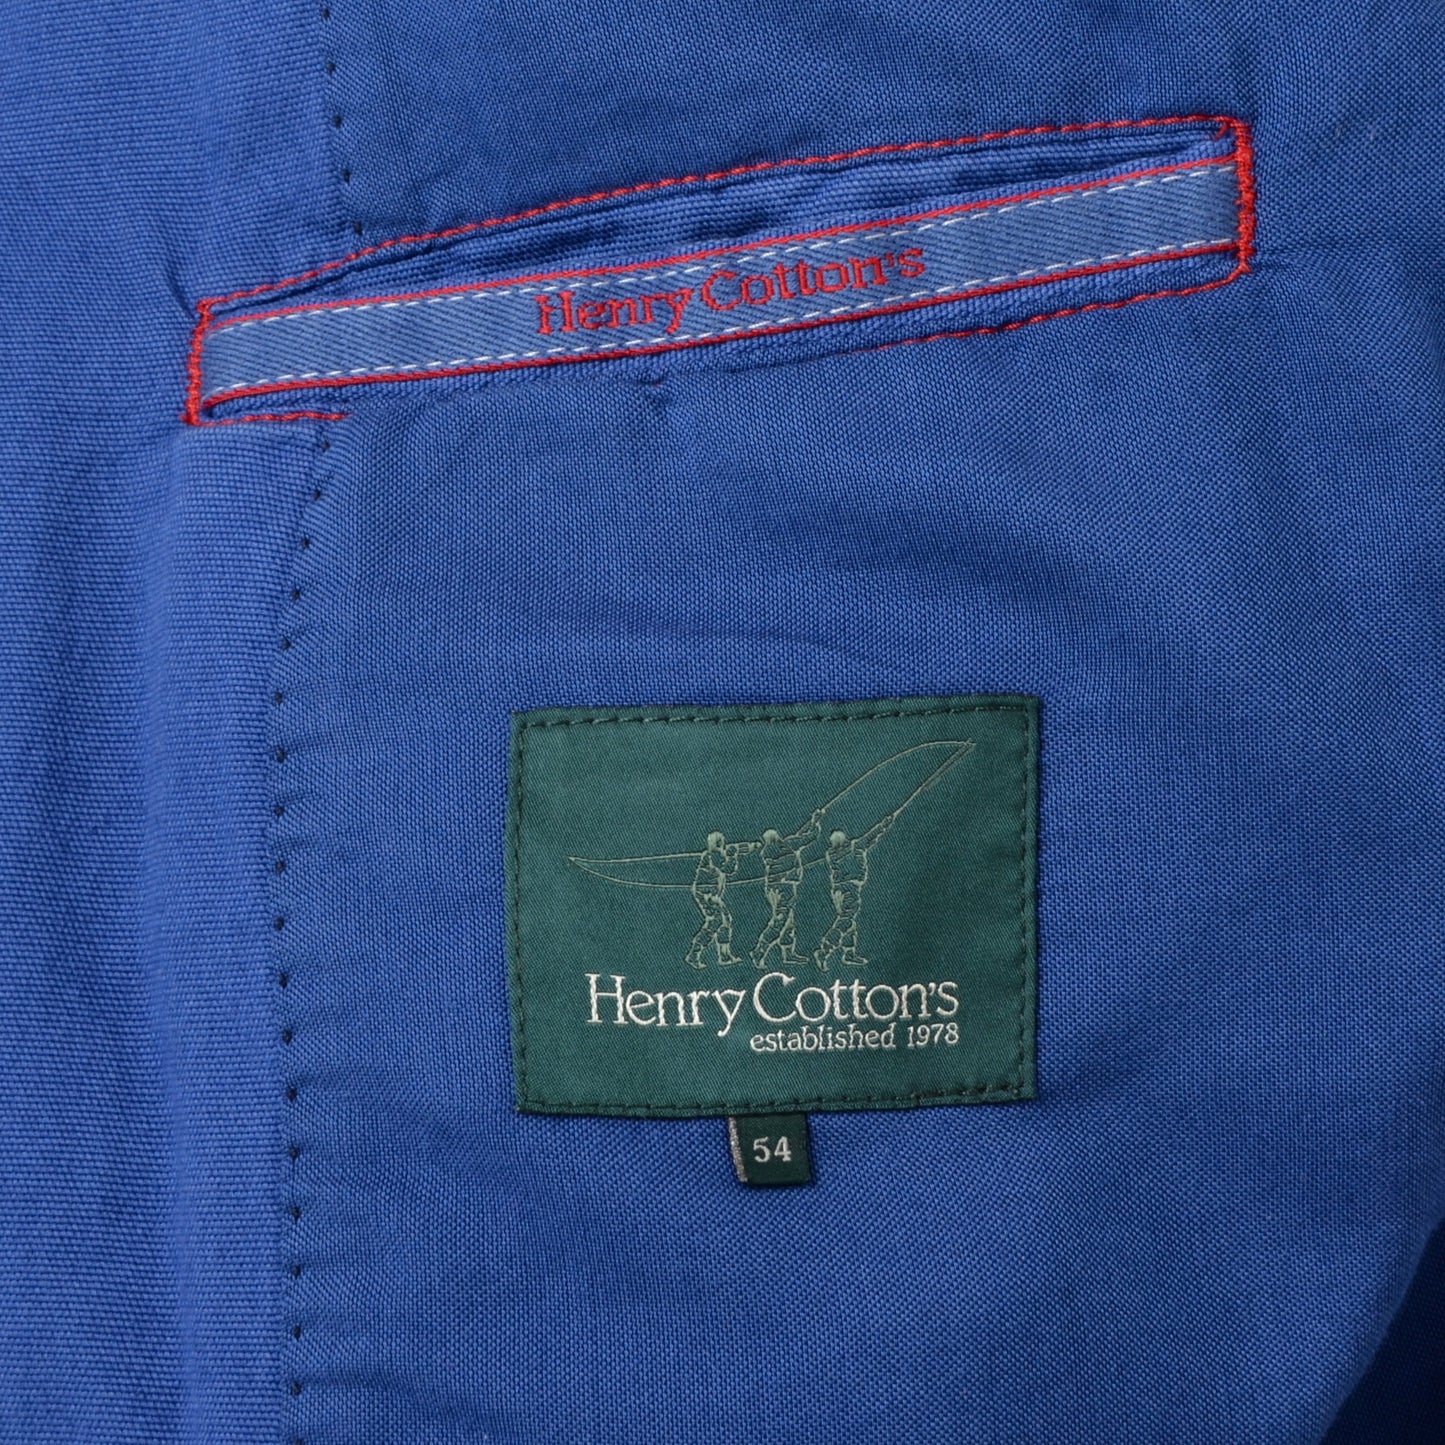 Henry Cotton's
Henry Cotton's
established 1978
54